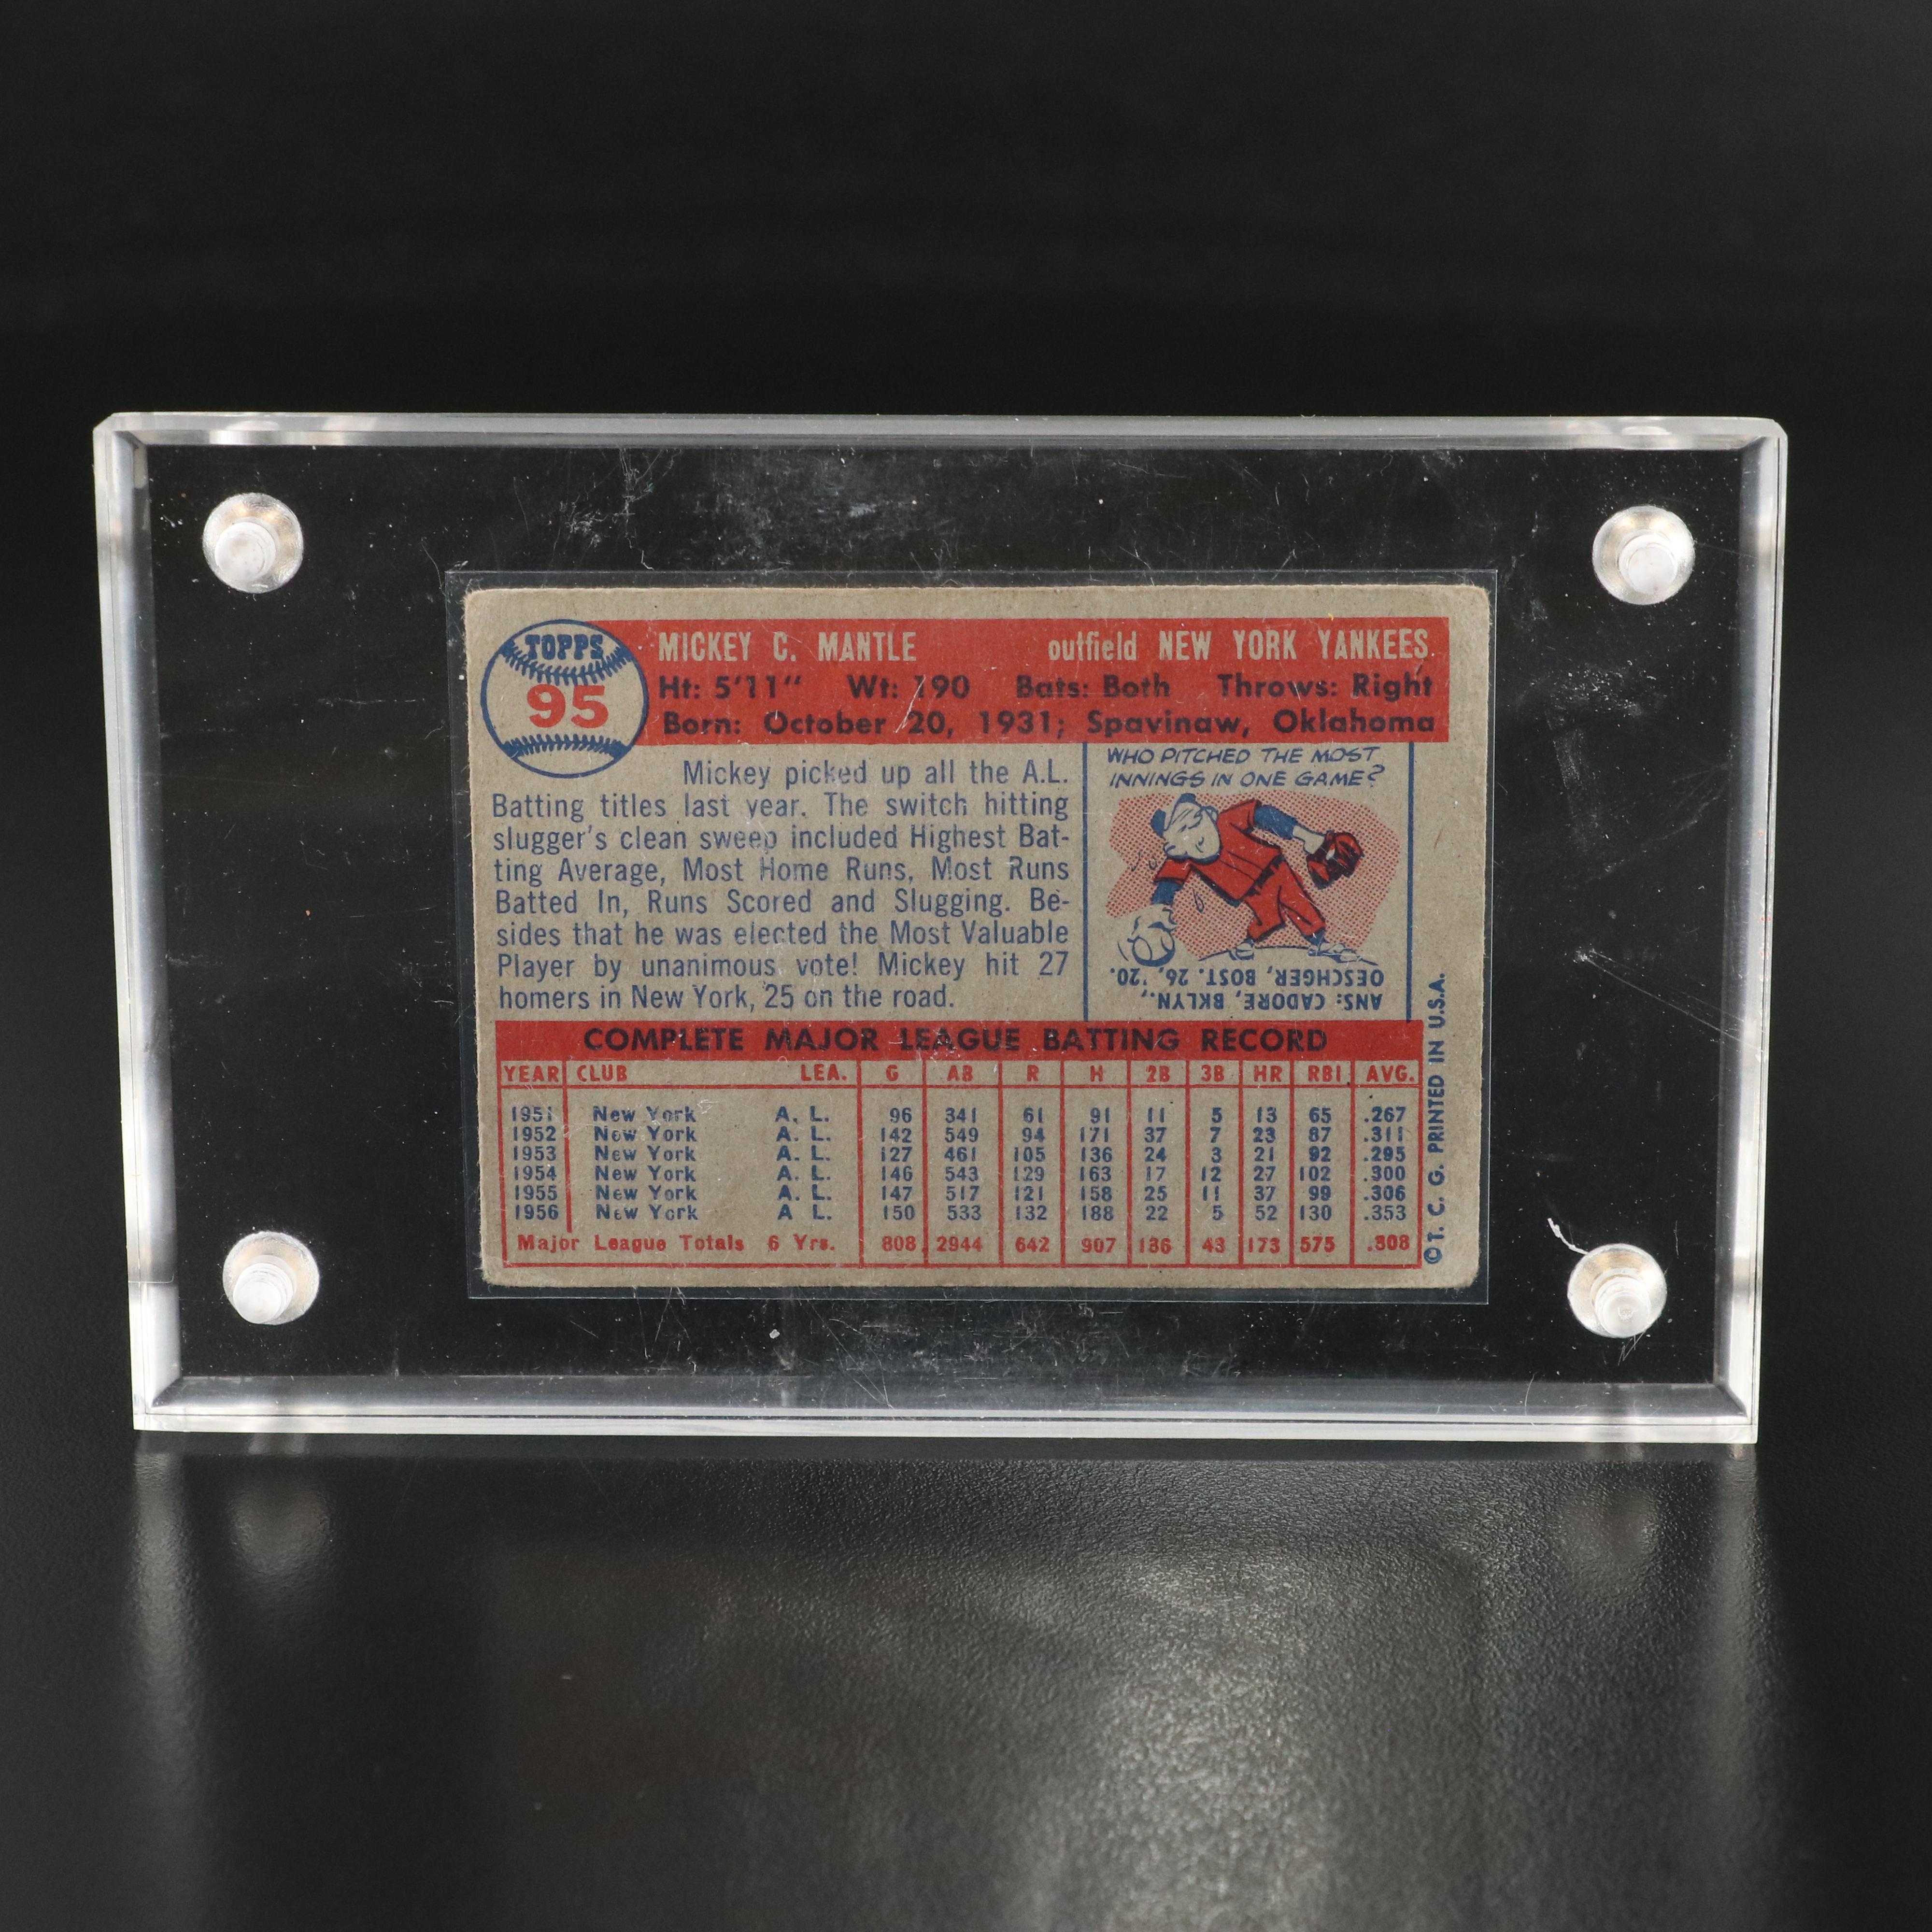 TOPPS
95
MICKEY C. MANTLE outfield NEW YORK YANKEES
Ht: 5'11" Wt: 190 Bats: Both Throws: Right
Born: October 20, 1931; Spavinaw, Oklahoma
Mickey picked up all the A.L.
Batting titles last year. The switch hitting
slugger's clean sweep included Highest Bat-
ting Average, Most Home Runs, Most Runs
Batted In, Runs Scored and Slugging. Be-
sides that he was elected the Most Valuable
Player by unanimous vote! Mickey hit 27
homers in New York, 25 on the road.
WHO PITCHED THE MOST
INNINGS IN ONE GAME?
ANS: CADORE, BKLYN.,
OESCHGER, BOST. 26, '20.
COMPLETE MAJOR LEAGUE BATTING RECORD
YEAR CLUB LEA. G AB R H 2B 3B HR RBI AVG.
1951 New York A. L. 96 341 61 91 11 5 13 65 .267
1952 New York A. L. 142 549 94 171 37 7 23 87 .311
1953 New York A. L. 127 461 105 136 24 3 21 92 .295
1954 New York A. L. 146 543 129 163 17 12 27 102 .300
1955 New York A. L. 147 517 121 158 25 11 37 99 .306
1956 New York A L. 150 533 132 188 22 5 52 130 .353
Major League Totals 6 Yrs. 808 2944 642 907 136 43 173 575 .308
© T. C. G. PRINTED IN U.S.A.